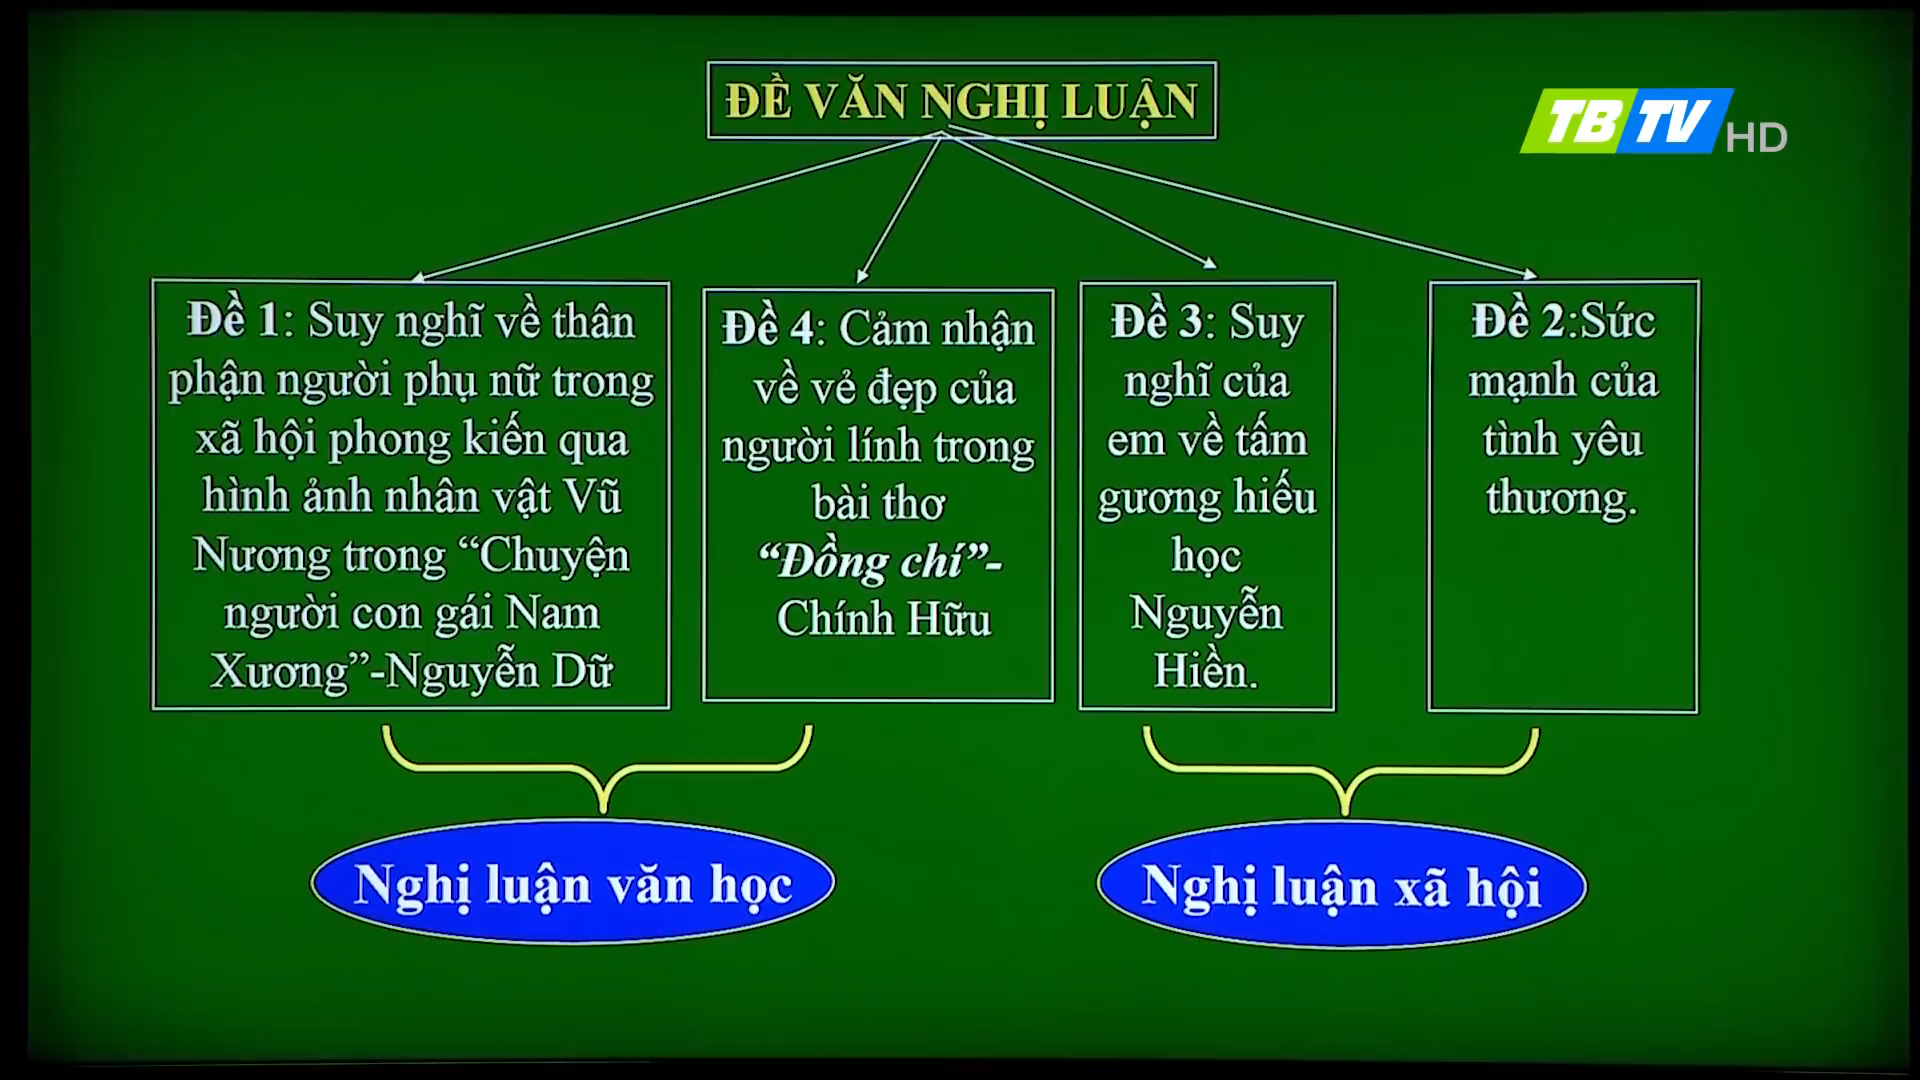 ĐỀ VĂN NGHỊ LUẬN
TBTV HD
Đề 1: Suy nghĩ về thân
phận người phụ nữ trong
xã hội phong kiến qua
hình ảnh nhân vật Vũ
Nương trong “Chuyện
người con gái Nam
Xương”-Nguyễn Dữ
Đề 4: Cảm nhận
về vẻ đẹp của
người lính trong
bài thơ
“Đồng chí”-
Chính Hữu
Đề 3: Suy
nghĩ của
em về tấm
gương hiếu
học
Nguyễn
Hiền.
Đề 2:Sức
mạnh của
tình yêu
thương.
Nghị luận văn học
Nghị luận xã hội